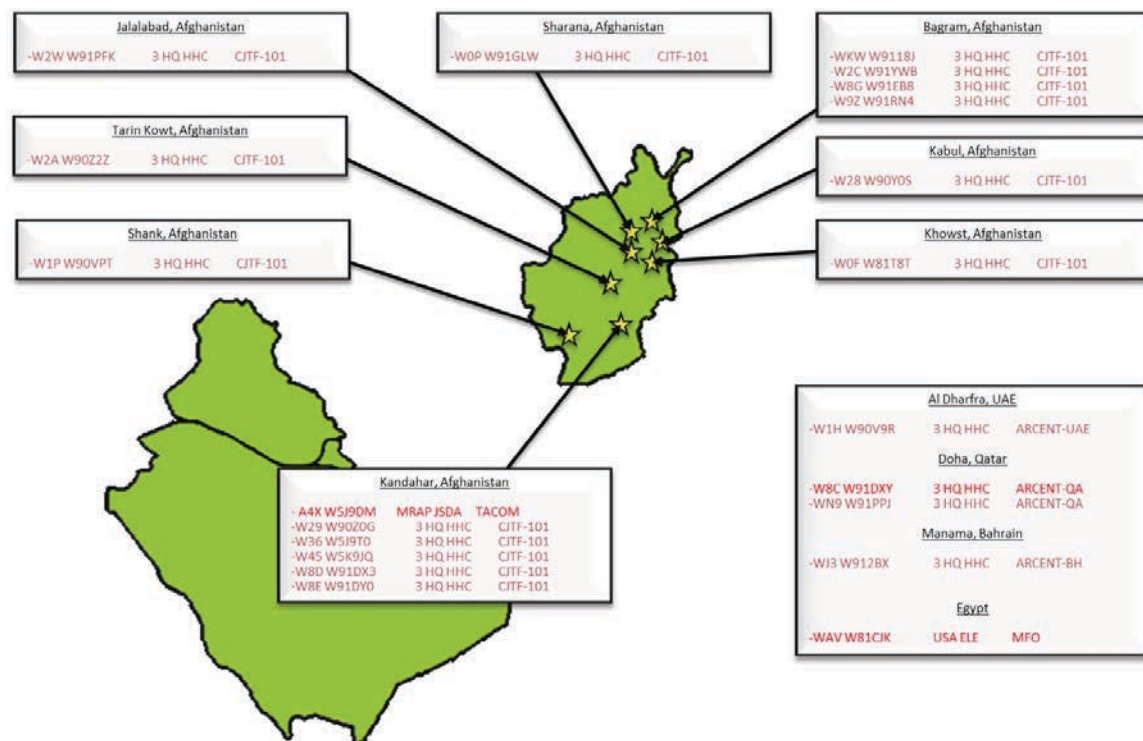 Jalalabad, Afghanistan
-W2W W91PFK 3 HQ HHC CJTF-101
Sharana, Afghanistan
-W0P W91GLW 3 HQ HHC CJTF-101
Bagram, Afghanistan
-WKW W9118J 3 HQ HHC CJTF-101
-W2C W91YWB 3 HQ HHC CJTF-101
-W8G W91EB8 3 HQ HHC CJTF-101
-W9Z W91RN4 3 HQ HHC CJTF-101
Tarin Kowt, Afghanistan
-W2A W90Z2Z 3 HQ HHC CJTF-101
Kabul, Afghanistan
-W28 W90Y0S 3 HQ HHC CJTF-101
Shank, Afghanistan
-W1P W90VPT 3 HQ HHC CJTF-101
Khowst, Afghanistan
-W0F W81T8T 3 HQ HHC CJTF-101
Kandahar, Afghanistan
- A4X W5J9DM MRAP JSDA TACOM
-W29 W90Z0G 3 HQ HHC CJTF-101
-W36 W5J9T0 3 HQ HHC CJTF-101
-W45 W5K9JQ 3 HQ HHC CJTF-101
-W8D W91DX3 3 HQ HHC CJTF-101
-W8E W91DY0 3 HQ HHC CJTF-101
Al Dharfra, UAE
-W1H W90V9R 3 HQ HHC ARCENT-UAE
Doha, Qatar
-W8C W91DXY 3 HQ HHC ARCENT-QA
-WN9 W91PPJ 3 HQ HHC ARCENT-QA
Manama, Bahrain
-WJ3 W912BX 3 HQ HHC ARCENT-BH
Egypt
-WAV W81CJK USA ELE MFO